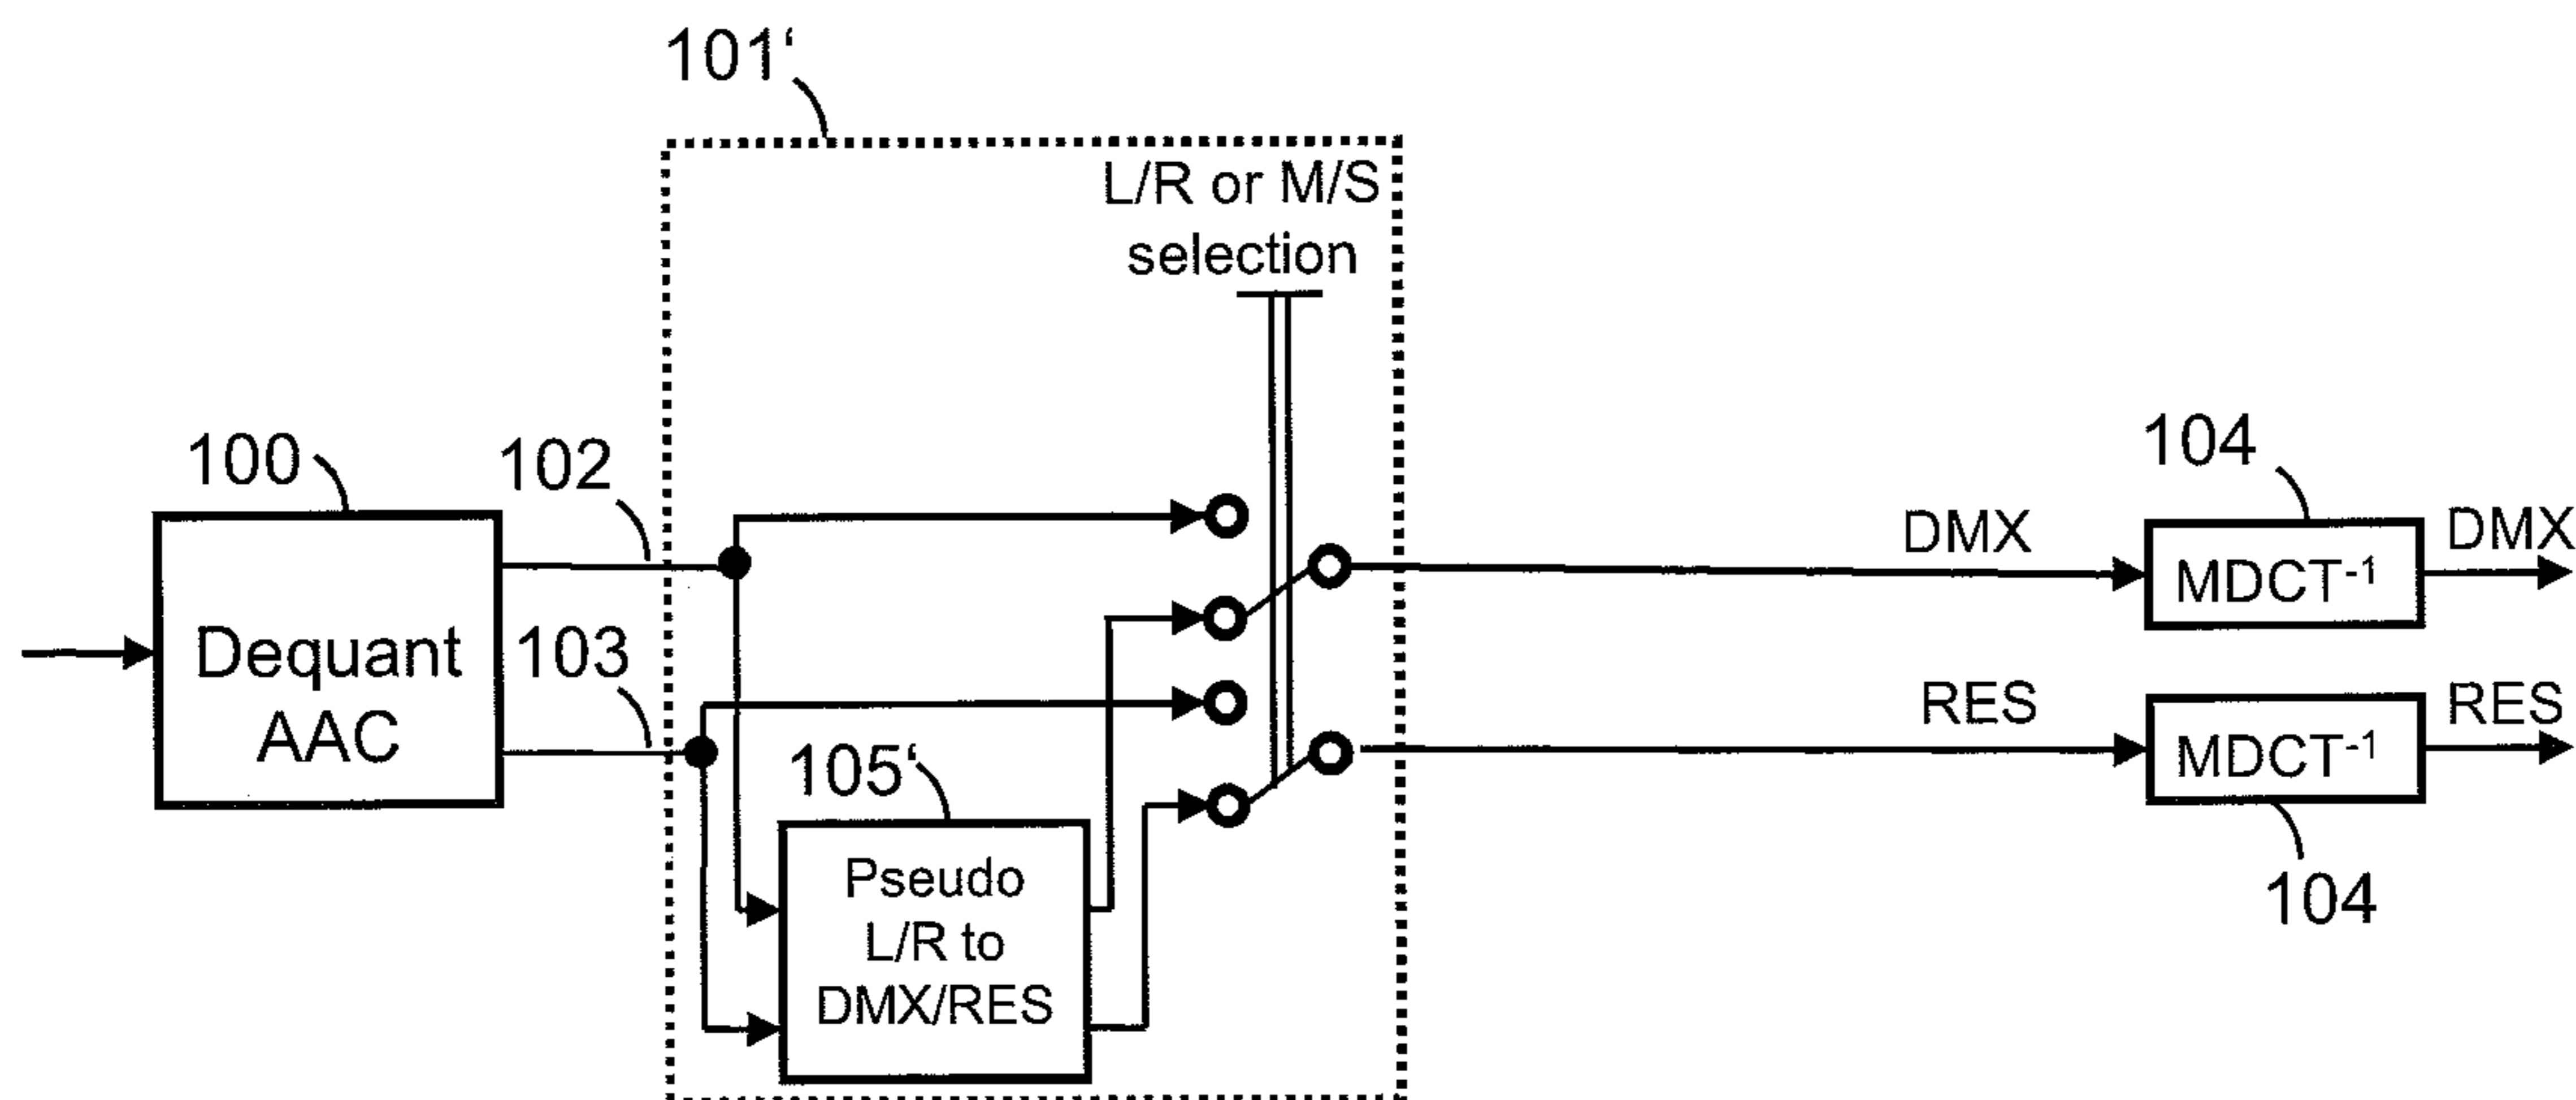 101‘
L/R or M/S
selection
100
102
104
DMX
DMX
MDCT-1
Dequant
AAC
103
RES
RES
105‘
MDCT-1
Pseudo
L/R to
DMX/RES
104